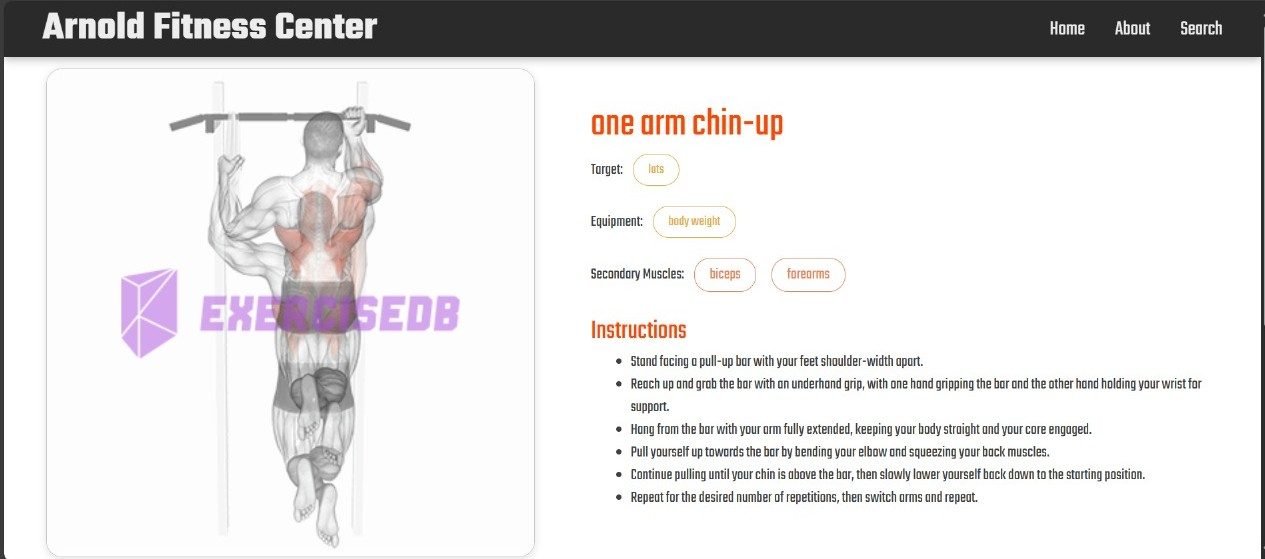 Arnold Fitness Center
Home About Search
one arm chin-up
Target: lats
Equipment: body weight
Secondary Muscles: biceps forearms
EXERCISEDB
Instructions
Stand facing a pull-up bar with your feet shoulder-width apart.
Reach up and grab the bar with an underhand grip, with one hand gripping the bar and the other hand holding your wrist for
support.
Hang from the bar with your arm fully extended, keeping your body straight and your core engaged.
Pull yourself up towards the bar by bending your elbow and squeezing your back muscles.
Continue pulling until your chin is above the bar, then slowly lower yourself back down to the starting position.
Repeat for the desired number of repetitions, then switch arms and repeat.